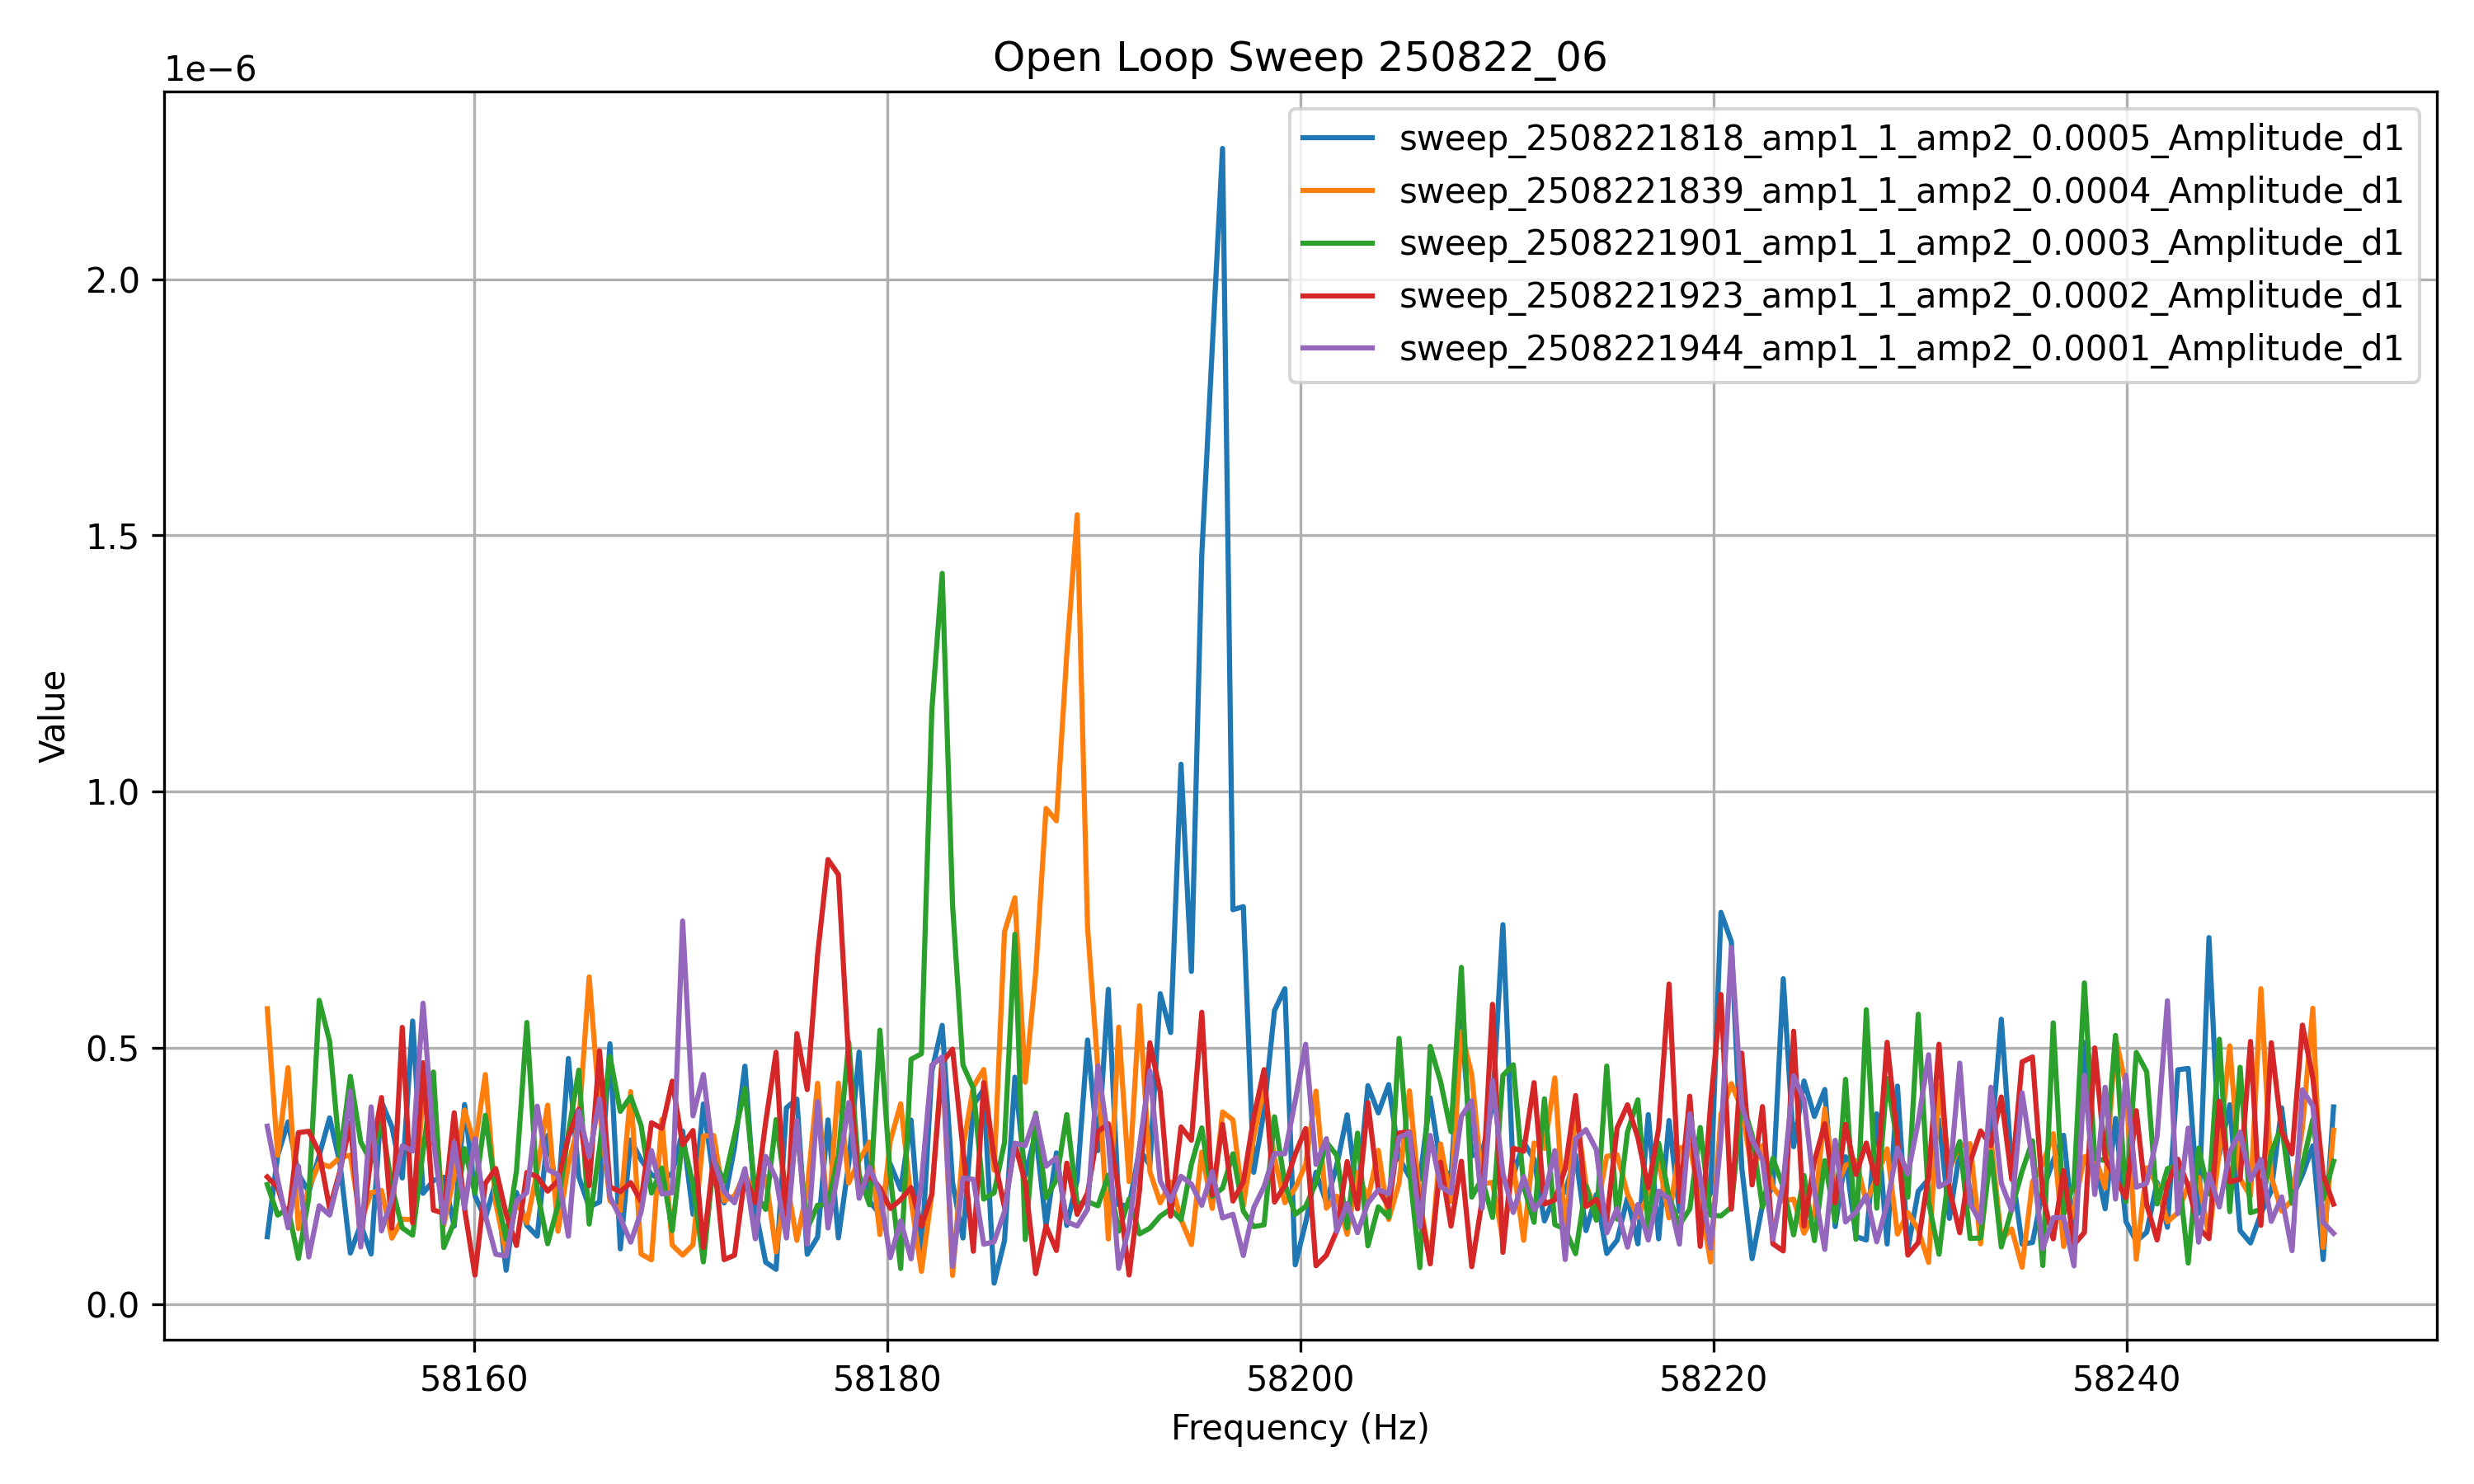 Open Loop Sweep 250822_06
1e−6
sweep_2508221818_amp1_1_amp2_0.0005_Amplitude_d1
sweep_2508221839_amp1_1_amp2_0.0004_Amplitude_d1
sweep_2508221901_amp1_1_amp2_0.0003_Amplitude_d1
sweep_2508221923_amp1_1_amp2_0.0002_Amplitude_d1
sweep_2508221944_amp1_1_amp2_0.0001_Amplitude_d1
2.0
1.5
1.0
0.5
0.0
Value
58160 58180 58200 58220 58240
Frequency (Hz)